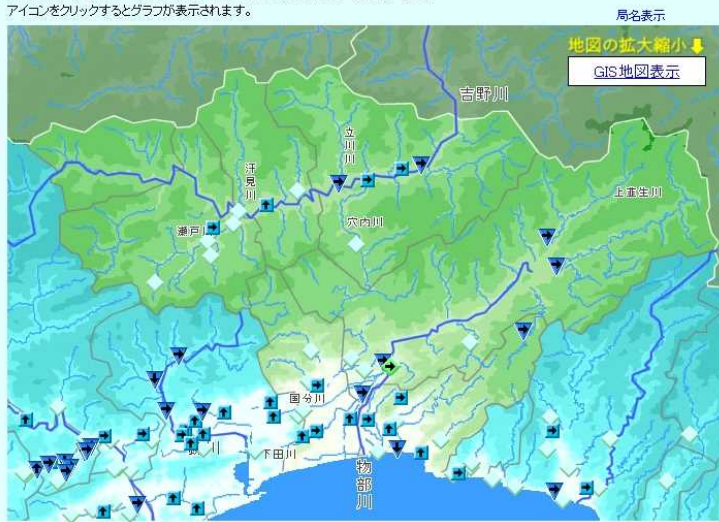 アイコンをクリックするとグラフが表示されます。
局名表示
地図の拡大縮小
GIS地図表示
吉野川
立川川
汗見川
上韮生川
瀬戸川
穴内川
国分川
川
下田川
物部川